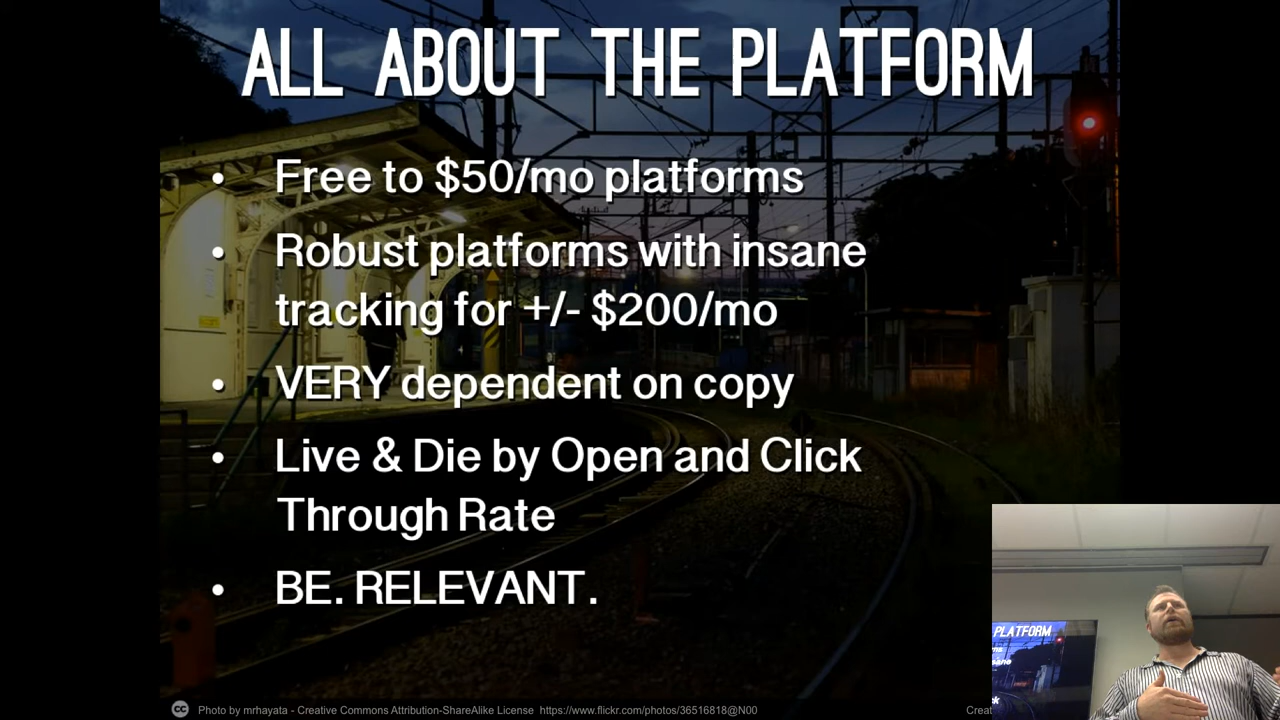 ALL ABOUT THE PLATFORM
• Free to $50/mo platforms
• Robust platforms with insane
tracking for +/- $200/mo
• VERY dependent on copy
• Live & Die by Open and Click
Through Rate
• BE. RELEVANT.
PLATFORM
cc Photo by mrhayata - Creative Commons Attribution-ShareAlike License https://www.flickr.com/photos/36516818@N00